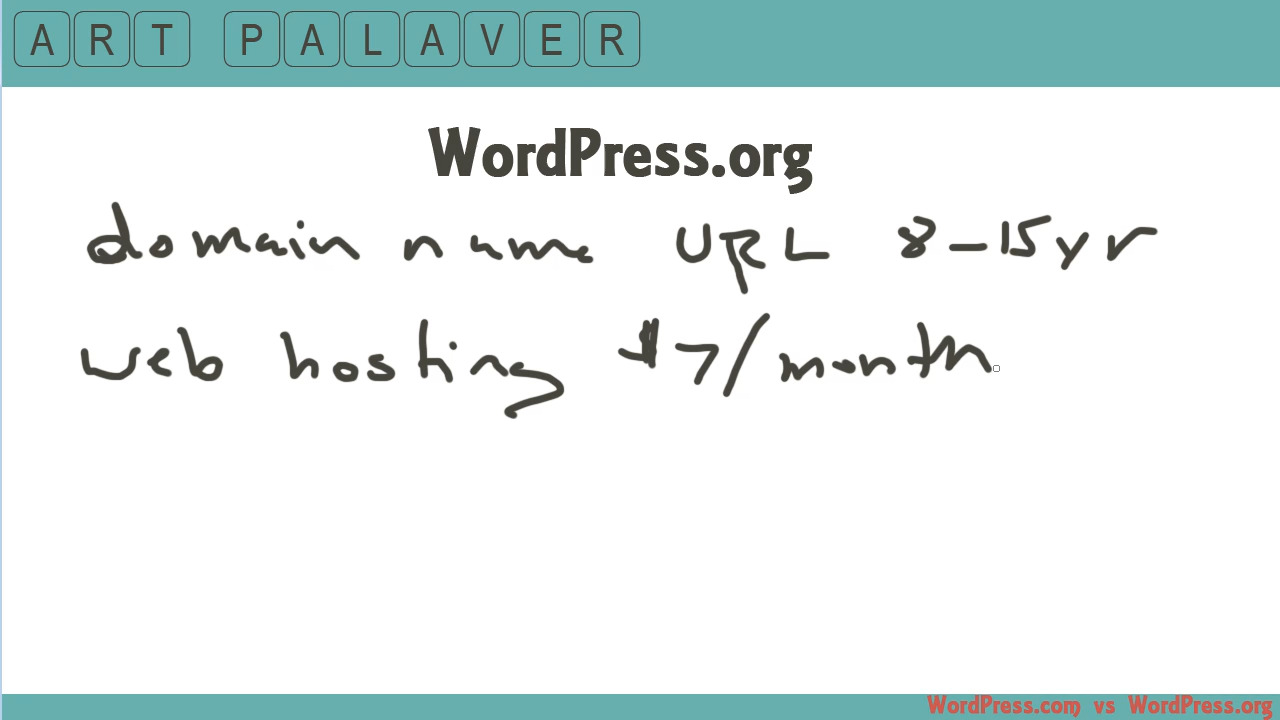 ART PALAVER
WordPress.org
domain name URL 8-15yr
web hosting $7/month
WordPress.com vs WordPress.org